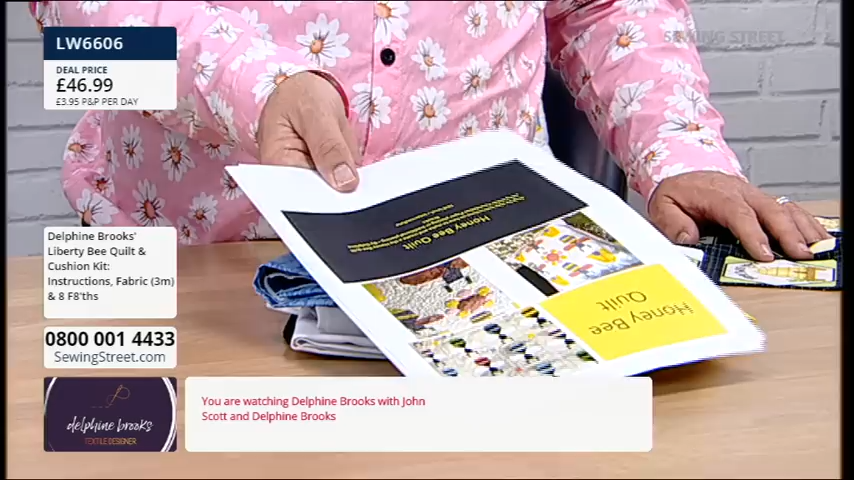 SEWING STREET
LW6606
DEAL PRICE
£46.99
£3.95 P&P PER DAY
Delphine Brooks'
Liberty Bee Quilt &
Cushion Kit:
Instructions, Fabric (3m)
& 8 F8'ths
0800 001 4433
SewingStreet.com
delphine brooks
TEXTILE DESIGNER
You are watching Delphine Brooks with John
Scott and Delphine Brooks
Honey Bee Quilt
Honey Bee
Quilt